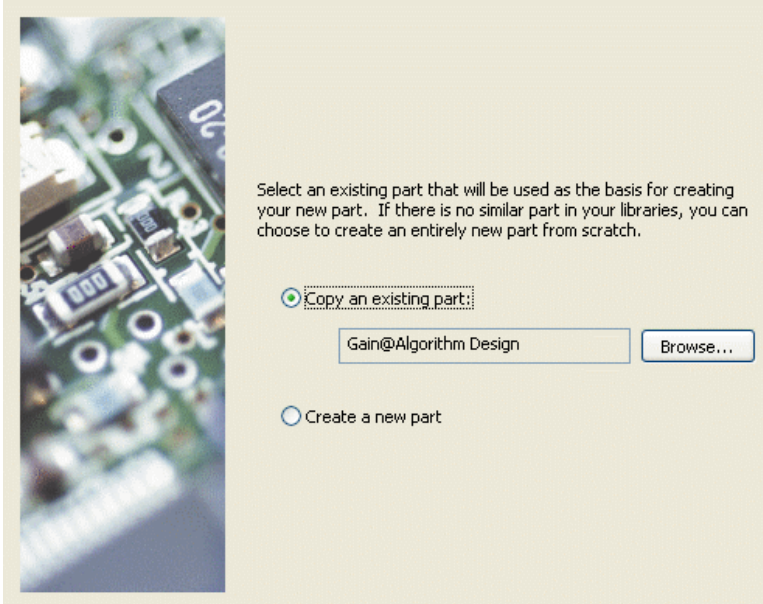 Select an existing part that will be used as the basis for creating
your new part.  If there is no similar part in your libraries, you can
choose to create an entirely new part from scratch.
Copy an existing part:
Gain@Algorithm Design
Browse...
Create a new part